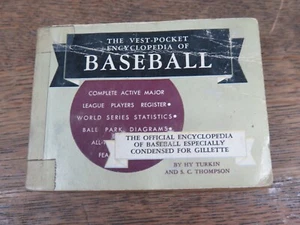 THE VEST-POCKET
ENCYCLOPEDIA OF
BASEBALL
COMPLETE ACTIVE MAJOR
LEAGUE PLAYERS REGISTER •
WORLD SERIES STATISTICS •
BALL PARK DIAGRAMS •
THE OFFICIAL ENCYCLOPEDIA
OF BASEBALL ESPECIALLY
CONDENSED FOR GILLETTE
BY HY TURKIN
AND S. C. THOMPSON